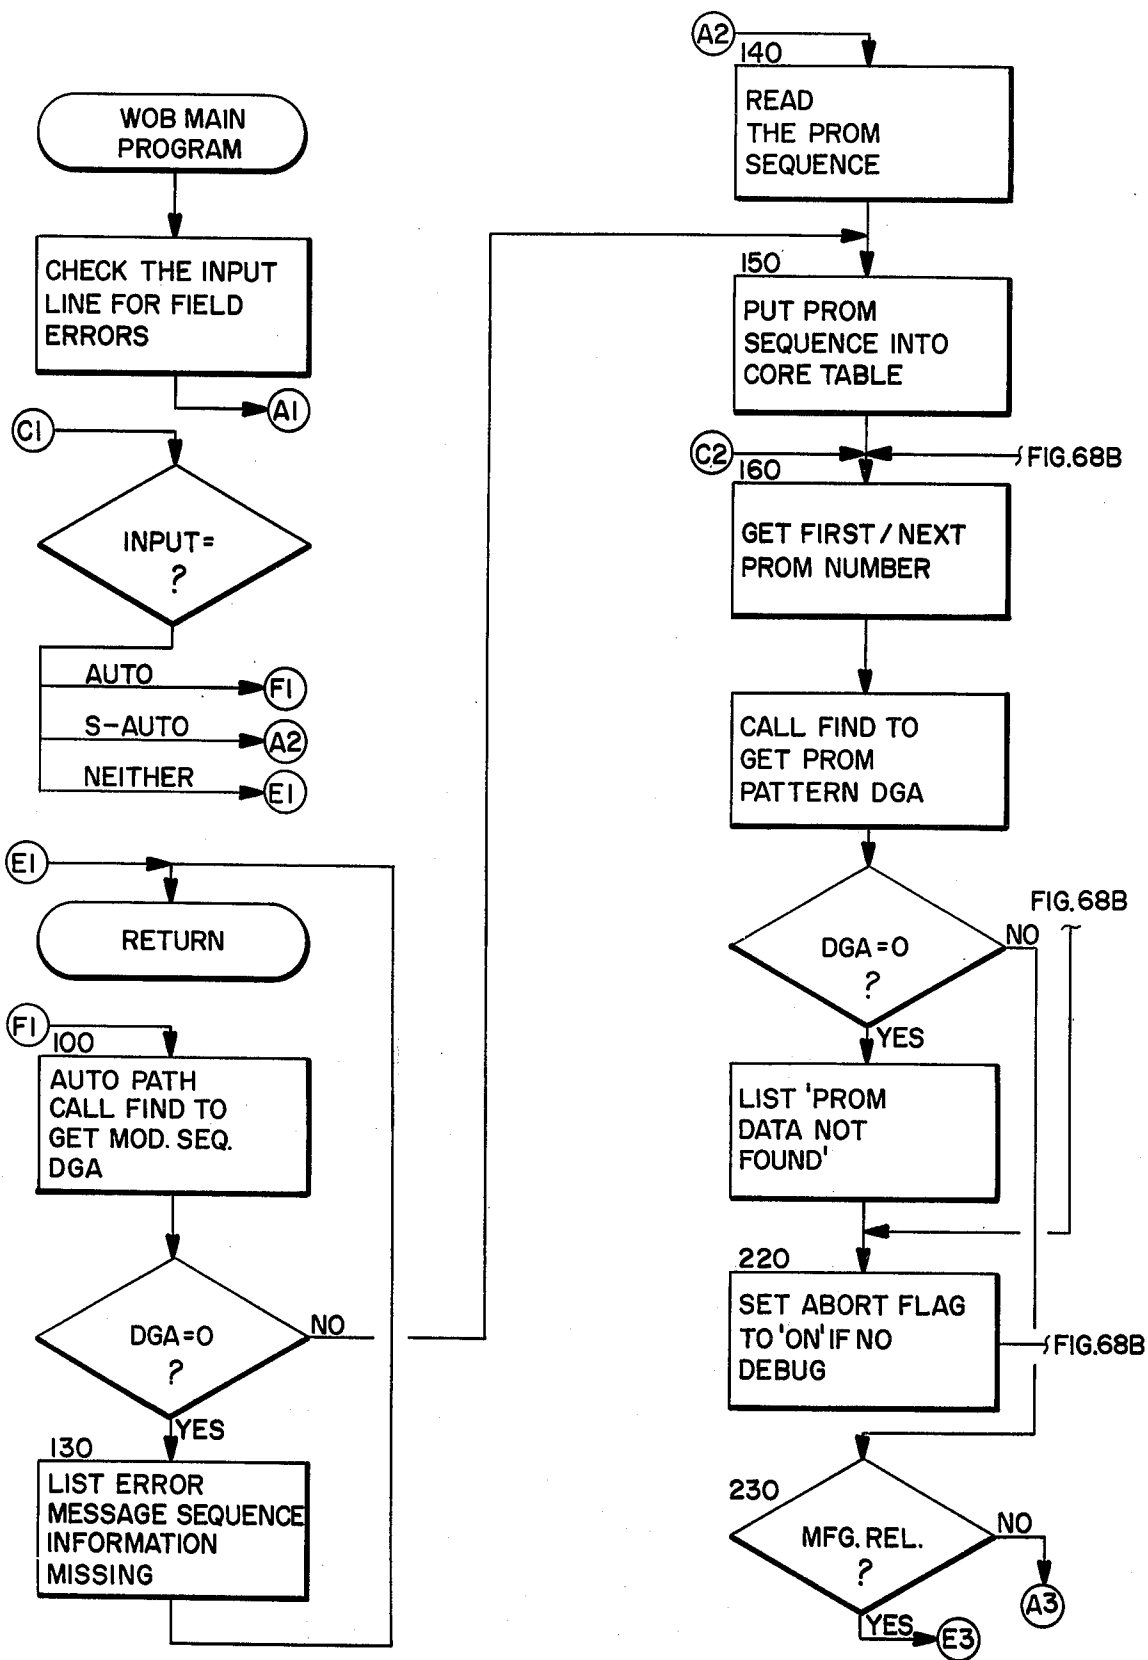 WOB MAIN
PROGRAM
CHECK THE INPUT
LINE FOR FIELD
ERRORS
A1
C1
INPUT=
?
AUTO
F1
S-AUTO
A2
NEITHER
E1
E1
RETURN
F1
100
AUTO PATH
CALL FIND TO
GET MOD. SEQ.
DGA
DGA=0
?
NO
YES
130
LIST ERROR
MESSAGE SEQUENCE
INFORMATION
MISSING
A2
140
READ
THE PROM
SEQUENCE
150
PUT PROM
SEQUENCE INTO
CORE TABLE
C2
FIG.68B
160
GET FIRST/NEXT
PROM NUMBER
CALL FIND TO
GET PROM
PATTERN DGA
FIG.68B
DGA=0
?
NO
YES
LIST 'PROM
DATA NOT
FOUND'
220
SET ABORT FLAG
TO 'ON' IF NO
DEBUG
FIG.68B
230
MFG. REL.
?
NO
A3
YES
E3